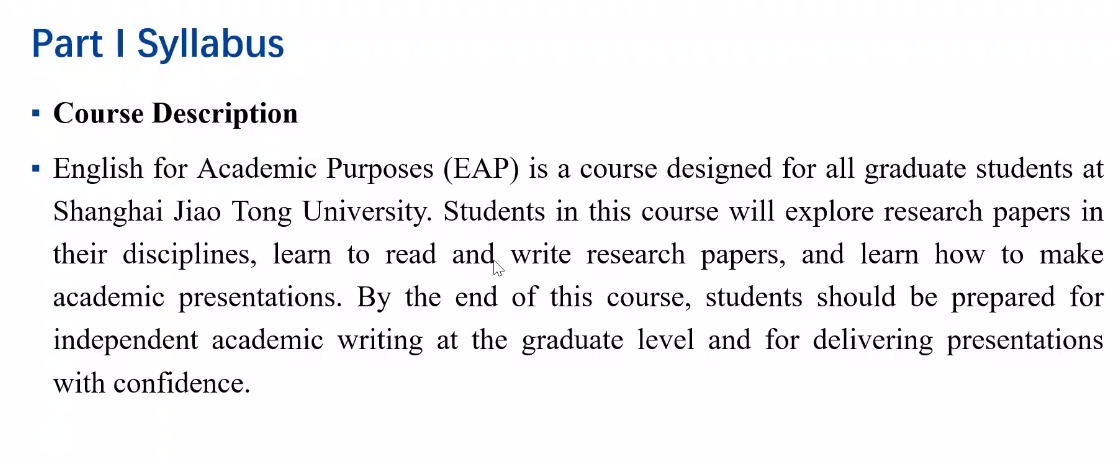 Part I Syllabus
▪ Course Description
▪ English for Academic Purposes (EAP) is a course designed for all graduate students at
Shanghai Jiao Tong University. Students in this course will explore research papers in
their disciplines, learn to read and write research papers, and learn how to make
academic presentations. By the end of this course, students should be prepared for
independent academic writing at the graduate level and for delivering presentations
with confidence.